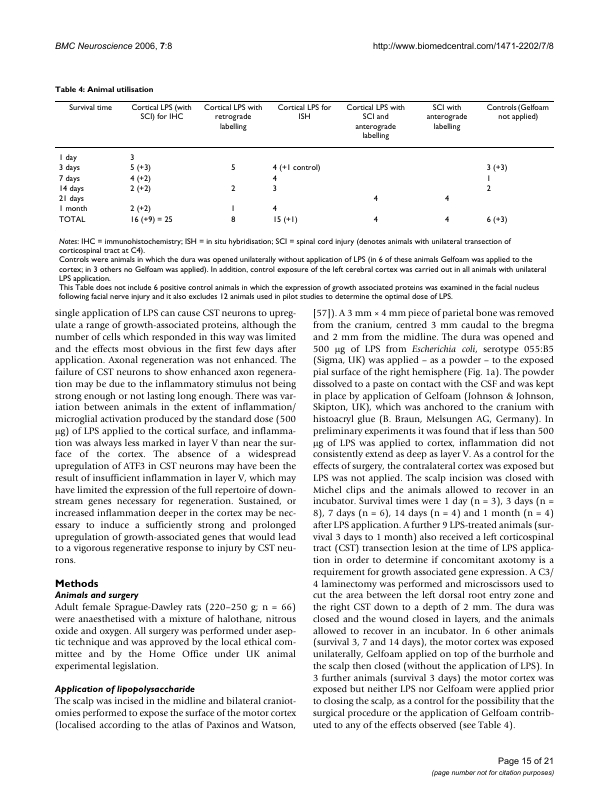 BMC Neuroscience 2006, 7:8
http://www.biomedcentral.com/1471-2202/7/8
Table 4: Animal utilisation
Survival time Cortical LPS (with SCI) for IHC Cortical LPS with retrograde labelling Cortical LPS for ISH Cortical LPS with SCI and anterograde labelling SCI with anterograde labelling Controls (Gelfoam not applied)
1 day 3
3 days 5 (+3) 5 4 (+1 control) 3 (+3)
7 days 4 (+2) 4 1
14 days 2 (+2) 2 3 2
21 days 4 4
1 month 2 (+2) 1 4
TOTAL 16 (+9) = 25 8 15 (+1) 4 4 6 (+3)
Notes: IHC = immunohistochemistry; ISH = in situ hybridisation; SCI = spinal cord injury (denotes animals with unilateral transection of
corticospinal tract at C4).
Controls were animals in which the dura was opened unilaterally without application of LPS (in 6 of these animals Gelfoam was applied to the
cortex; in 3 others no Gelfoam was applied). In addition, control exposure of the left cerebral cortex was carried out in all animals with unilateral
LPS application.
This Table does not include 6 positive control animals in which the expression of growth associated proteins was examined in the facial nucleus
following facial nerve injury and it also excludes 12 animals used in pilot studies to determine the optimal dose of LPS.
single application of LPS can cause CST neurons to upreg-
ulate a range of growth-associated proteins, although the
number of cells which responded in this way was limited
and the effects most obvious in the first few days after
application. Axonal regeneration was not enhanced. The
failure of CST neurons to show enhanced axon regenera-
tion may be due to the inflammatory stimulus not being
strong enough or not lasting long enough. There was var-
iation between animals in the extent of inflammation/
microglial activation produced by the standard dose (500
μg) of LPS applied to the cortical surface, and inflamma-
tion was always less marked in layer V than near the sur-
face of the cortex. The absence of a widespread
upregulation of ATF3 in CST neurons may have been the
result of insufficient inflammation in layer V, which may
have limited the expression of the full repertoire of down-
stream genes necessary for regeneration. Sustained, or
increased inflammation deeper in the cortex may be nec-
essary to induce a sufficiently strong and prolonged
upregulation of growth-associated genes that would lead
to a vigorous regenerative response to injury by CST neu-
rons.
Methods
Animals and surgery
Adult female Sprague-Dawley rats (220–250 g; n = 66)
were anaesthetised with a mixture of halothane, nitrous
oxide and oxygen. All surgery was performed under asep-
tic technique and was approved by the local ethical com-
mittee and by the Home Office under UK animal
experimental legislation.
Application of lipopolysaccharide
The scalp was incised in the midline and bilateral craniot-
omies performed to expose the surface of the motor cortex
(localised according to the atlas of Paxinos and Watson,
[57]). A 3 mm × 4 mm piece of parietal bone was removed
from the cranium, centred 3 mm caudal to the bregma
and 2 mm from the midline. The dura was opened and
500 μg of LPS from Escherichia coli, serotype 055:B5
(Sigma, UK) was applied – as a powder – to the exposed
pial surface of the right hemisphere (Fig. 1a). The powder
dissolved to a paste on contact with the CSF and was kept
in place by application of Gelfoam (Johnson & Johnson,
Skipton, UK), which was anchored to the cranium with
histoacryl glue (B. Braun, Melsungen AG, Germany). In
preliminary experiments it was found that if less than 500
μg of LPS was applied to cortex, inflammation did not
consistently extend as deep as layer V. As a control for the
effects of surgery, the contralateral cortex was exposed but
LPS was not applied. The scalp incision was closed with
Michel clips and the animals allowed to recover in an
incubator. Survival times were 1 day (n = 3), 3 days (n =
8), 7 days (n = 6), 14 days (n = 4) and 1 month (n = 4)
after LPS application. A further 9 LPS-treated animals (sur-
vival 3 days to 1 month) also received a left corticospinal
tract (CST) transection lesion at the time of LPS applica-
tion in order to determine if concomitant axotomy is a
requirement for growth associated gene expression. A C3/
4 laminectomy was performed and microscissors used to
cut the area between the left dorsal root entry zone and
the right CST down to a depth of 2 mm. The dura was
closed and the wound closed in layers, and the animals
allowed to recover in an incubator. In 6 other animals
(survival 3, 7 and 14 days), the motor cortex was exposed
unilaterally, Gelfoam applied on top of the burrhole and
the scalp then closed (without the application of LPS). In
3 further animals (survival 3 days) the motor cortex was
exposed but neither LPS nor Gelfoam were applied prior
to closing the scalp, as a control for the possibility that the
surgical procedure or the application of Gelfoam contrib-
uted to any of the effects observed (see Table 4).
Page 15 of 21
(page number not for citation purposes)